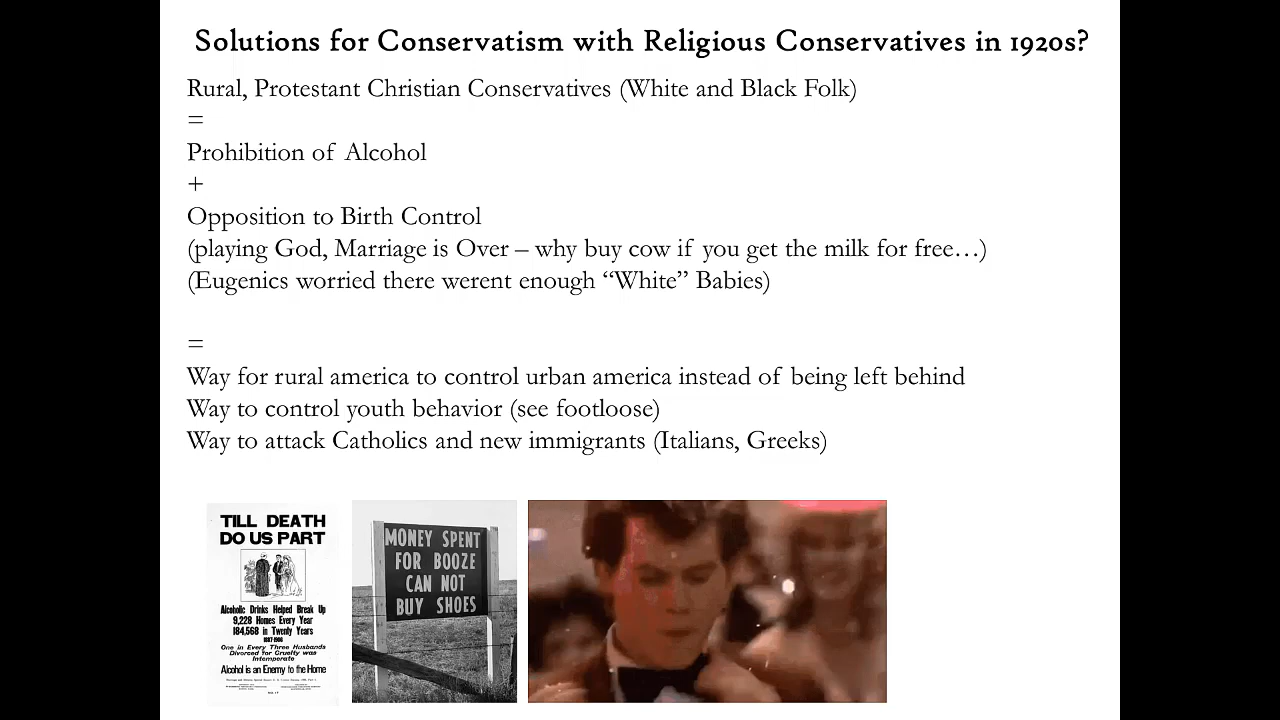 Solutions for Conservatism with Religious Conservatives in 1920s?
Rural, Protestant Christian Conservatives (White and Black Folk)
=
Prohibition of Alcohol
+
Opposition to Birth Control
(playing God, Marriage is Over – why buy cow if you get the milk for free…)
(Eugenics worried there werent enough “White” Babies)
=
Way for rural america to control urban america instead of being left behind
Way to control youth behavior (see footloose)
Way to attack Catholics and new immigrants (Italians, Greeks)
TILL DEATH
DO US PART
Alcoholic Drinks Helped Break Up
9,228 Homes Every Year
184,568 in Twenty Years
1887-1906
One in Every Three Husbands
Divorced for Cruelty was
Intemperate
Alcohol is an Enemy to the Home
MONEY SPENT
FOR BOOZE
CAN NOT
BUY SHOES